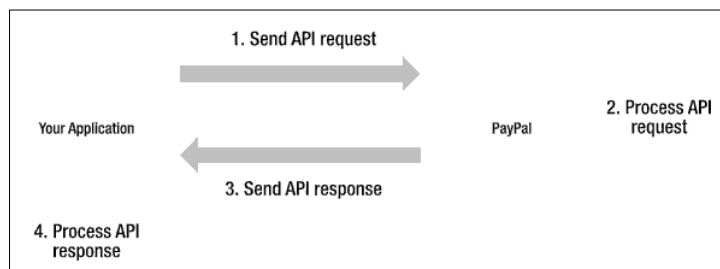 1. Send API request
Your Application
PayPal
2. Process API
request
3. Send API response
4. Process API
response